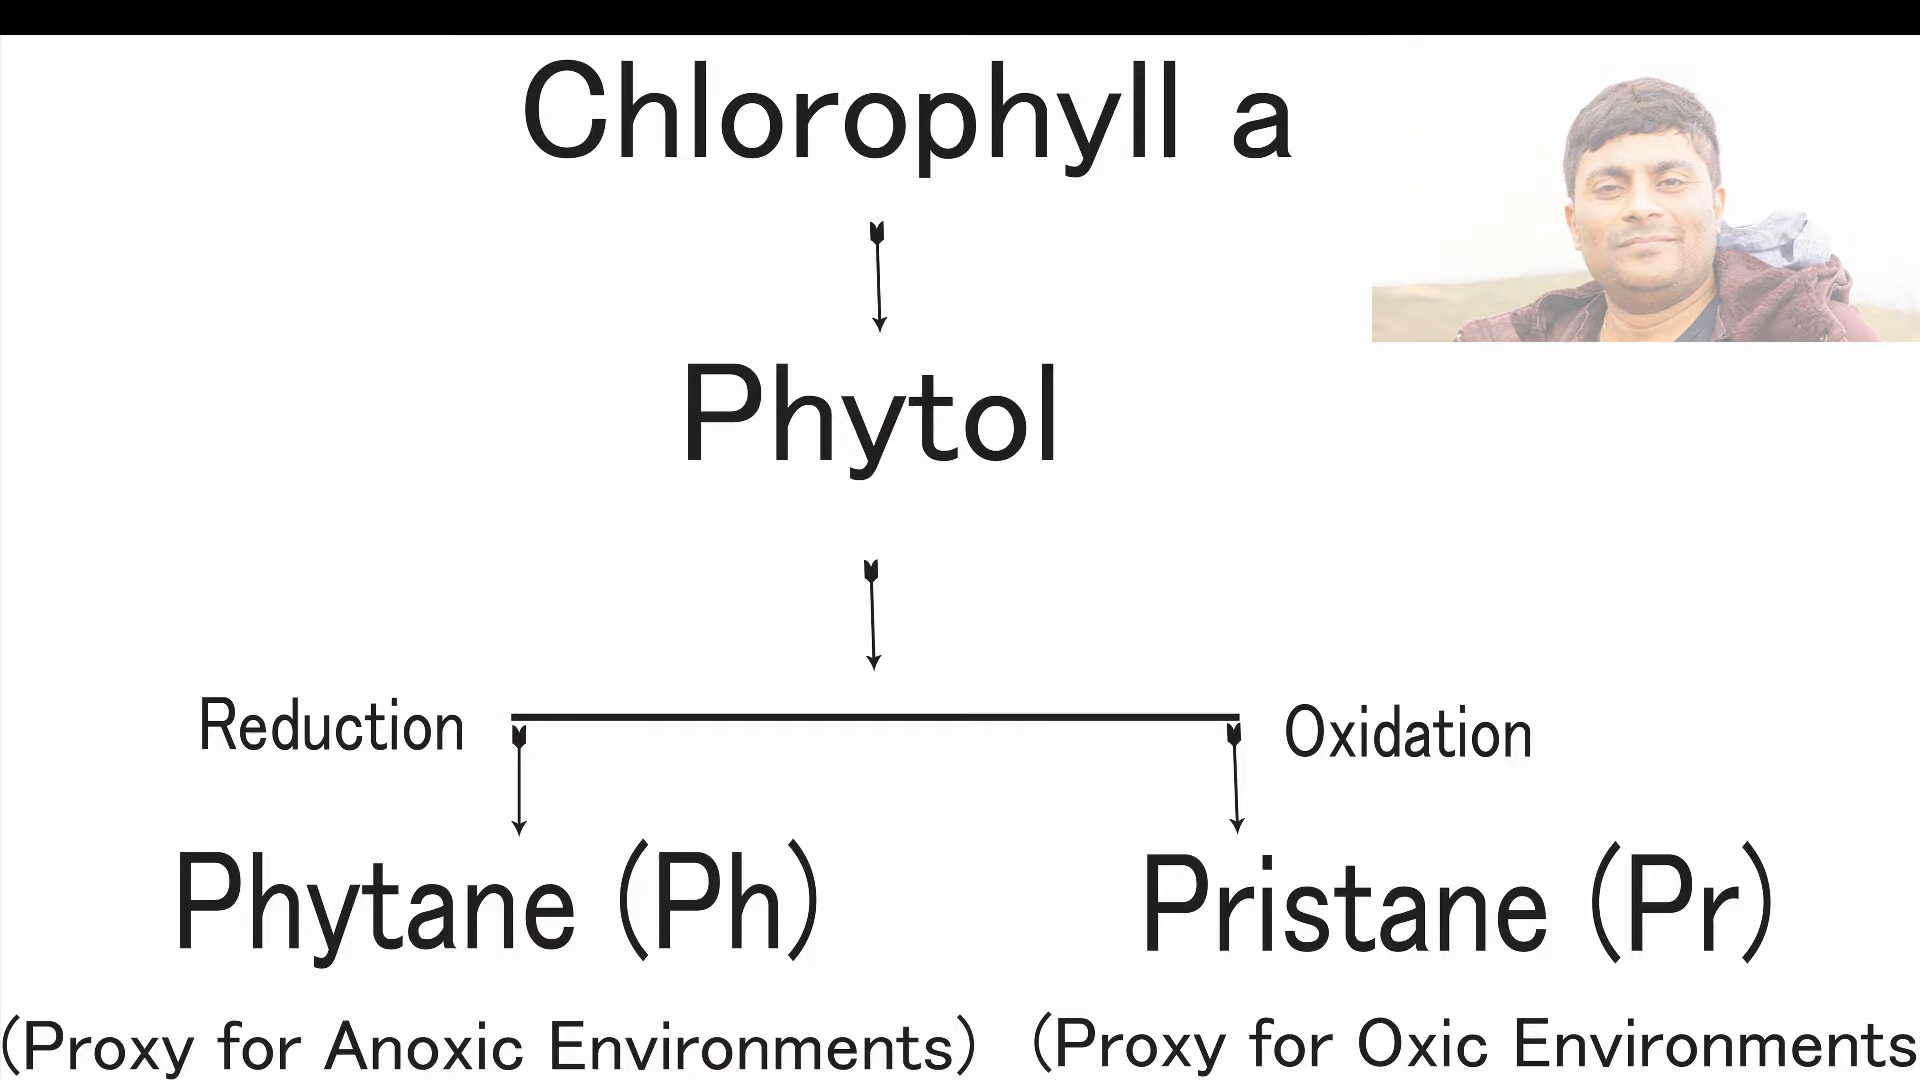 Chlorophyll a
Phytol
Reduction Oxidation
Phytane (Ph) Pristane (Pr)
(Proxy for Anoxic Environments) (Proxy for Oxic Environments